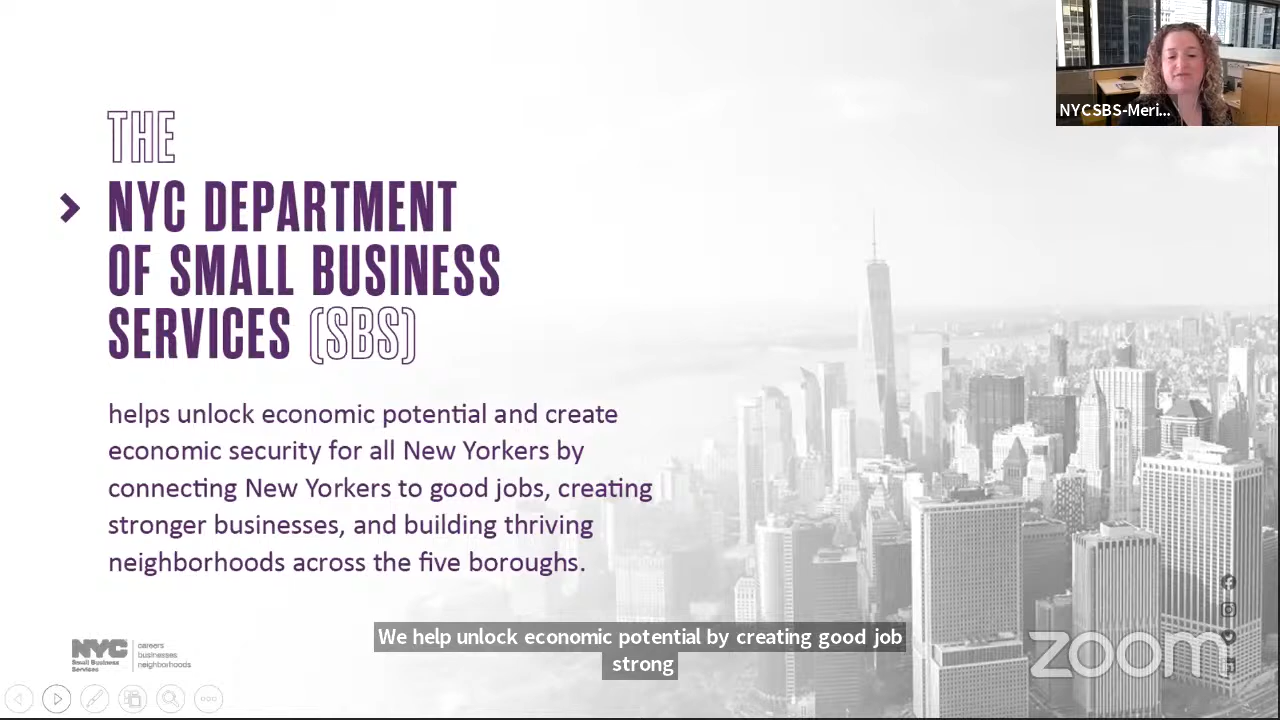 NYCSBS-Meri...
THE
NYC DEPARTMENT
OF SMALL BUSINESS
SERVICES (SBS)
helps unlock economic potential and create
economic security for all New Yorkers by
connecting New Yorkers to good jobs, creating
stronger businesses, and building thriving
neighborhoods across the five boroughs.
We help unlock economic potential by creating good job
strong
NYC
Small Business
Services
careers
businesses
neighborhoods
zoom